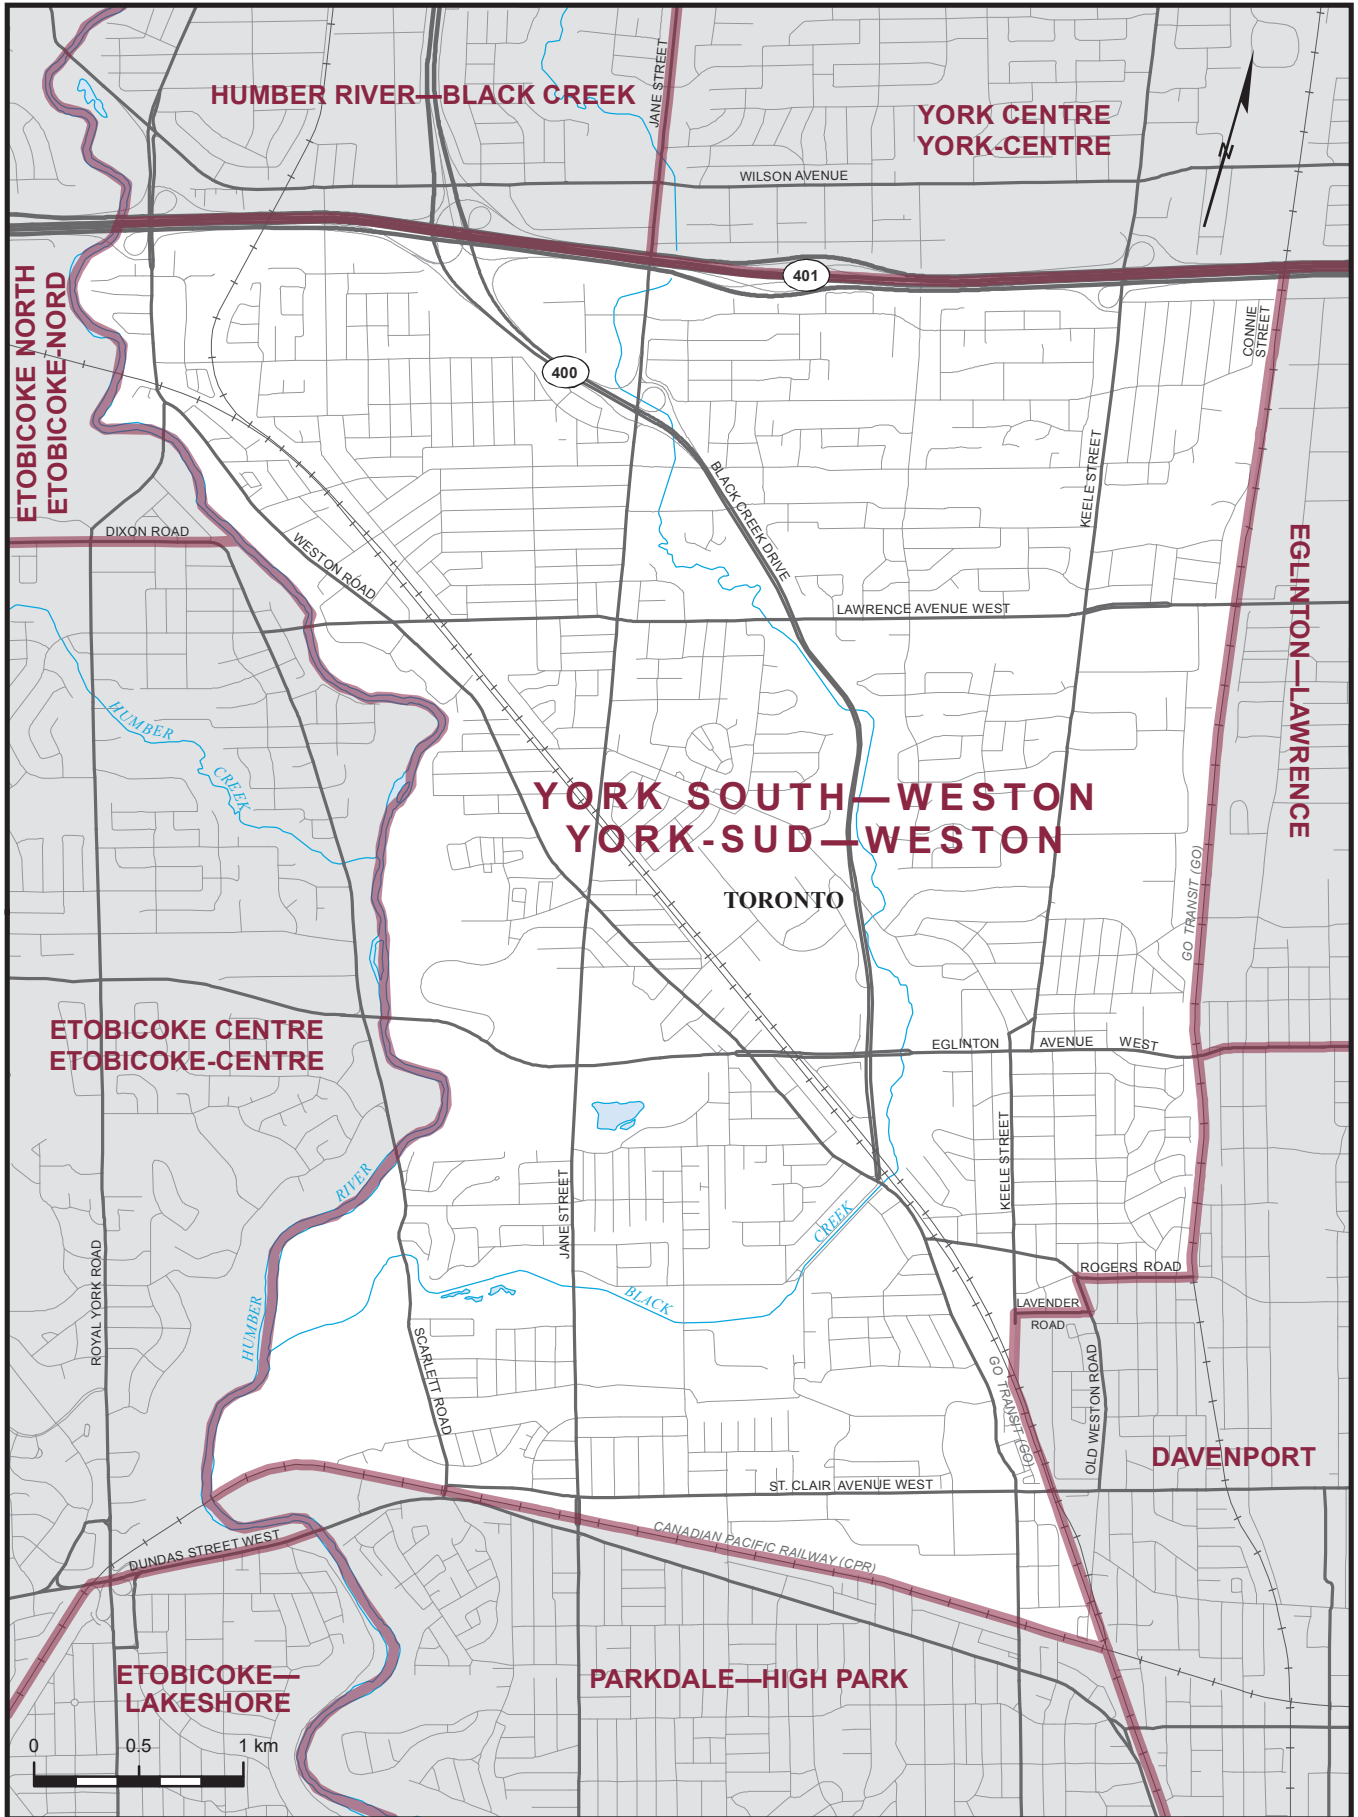 HUMBER RIVER—BLACK CREEK
JANE STREET
YORK CENTRE
YORK-CENTRE
N
WILSON AVENUE
401
ETOBICOKE NORTH
ETOBICOKE-NORD
CONNIE
STREET
400
KEELE STREET
BLACK CREEK DRIVE
DIXON ROAD
WESTON ROAD
EGLINTON—LAWRENCE
LAWRENCE AVENUE WEST
HUMBER
CREEK
YORK SOUTH—WESTON
YORK-SUD—WESTON
TORONTO
GO TRANSIT (GO)
ETOBICOKE CENTRE
ETOBICOKE-CENTRE
EGLINTON AVENUE WEST
KEELE STREET
RIVER
JANE STREET
CREEK
ROYAL YORK ROAD
ROGERS ROAD
BLACK
LAVENDER
ROAD
HUMBER
SCARLETT ROAD
GO TRANSIT (GO)
OLD WESTON ROAD
DAVENPORT
ST. CLAIR AVENUE WEST
CANADIAN PACIFIC RAILWAY (CPR)
DUNDAS STREET WEST
ETOBICOKE—
LAKESHORE
PARKDALE—HIGH PARK
0 0.5 1 km